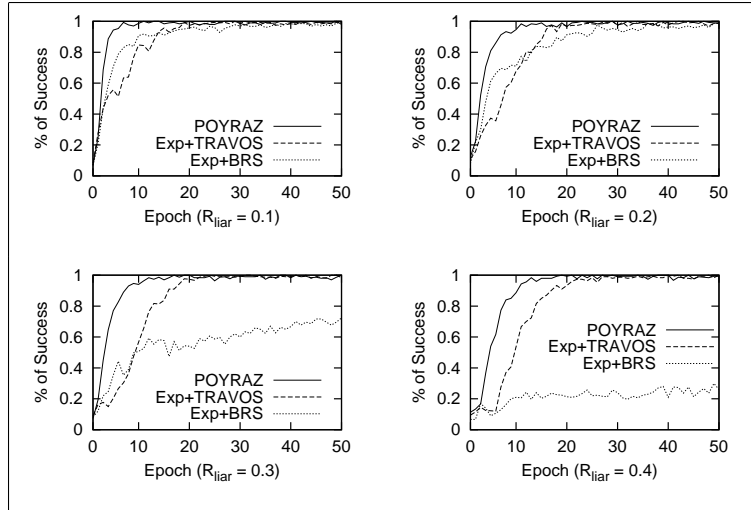 1
0.8
0.6
0.4
0.2
0
% of Success
POYRAZ
Exp+TRAVOS
Exp+BRS
0 10 20 30 40 50
Epoch (R_liar = 0.1)
1
0.8
0.6
0.4
0.2
0
% of Success
POYRAZ
Exp+TRAVOS
Exp+BRS
0 10 20 30 40 50
Epoch (R_liar = 0.2)
1
0.8
0.6
0.4
0.2
0
% of Success
POYRAZ
Exp+TRAVOS
Exp+BRS
0 10 20 30 40 50
Epoch (R_liar = 0.3)
1
0.8
0.6
0.4
0.2
0
% of Success
POYRAZ
Exp+TRAVOS
Exp+BRS
0 10 20 30 40 50
Epoch (R_liar = 0.4)